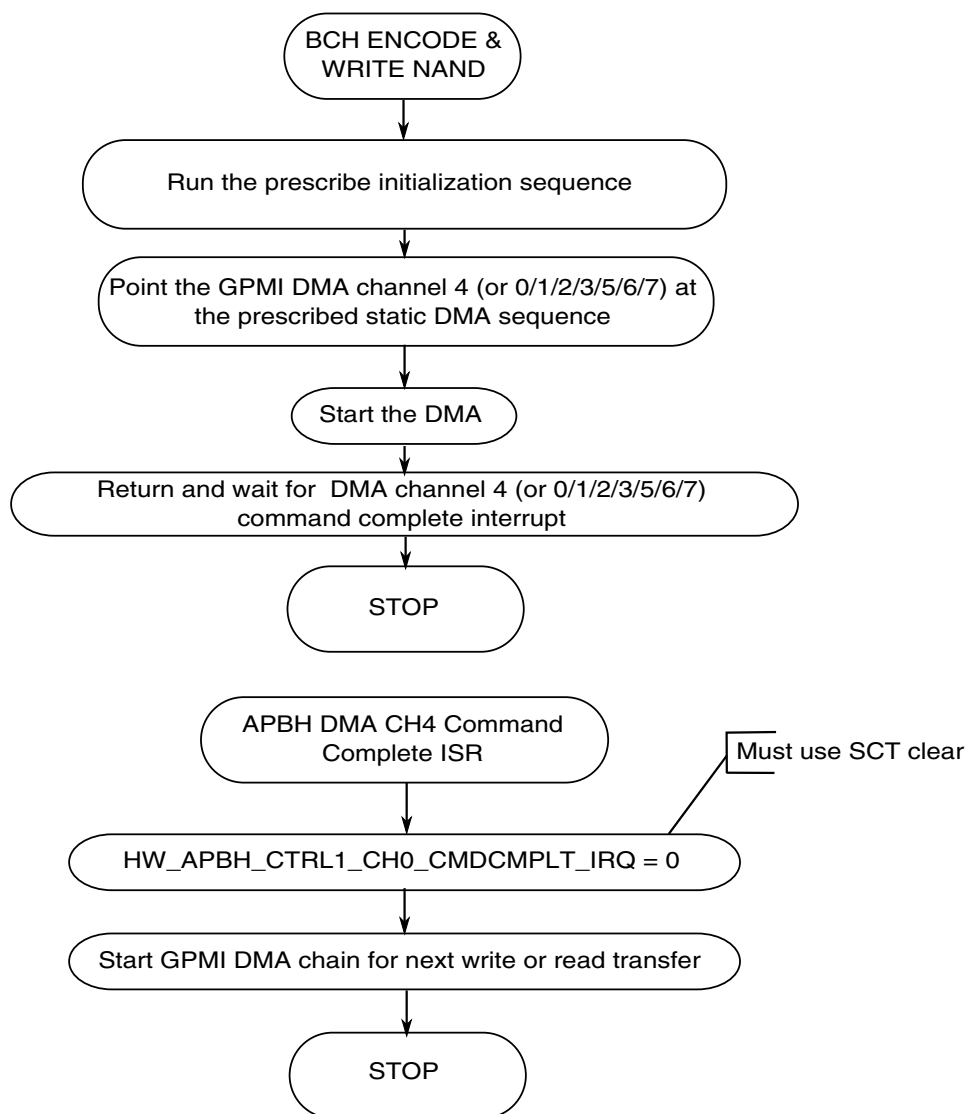 BCH ENCODE &
WRITE NAND
Run the prescribe initialization sequence
Point the GPMI DMA channel 4 (or 0/1/2/3/5/6/7) at
the prescribed static DMA sequence
Start the DMA
Return and wait for DMA channel 4 (or 0/1/2/3/5/6/7)
command complete interrupt
STOP
APBH DMA CH4 Command
Complete ISR
Must use SCT clear
HW_APBH_CTRL1_CH0_CMDCMPLT_IRQ = 0
Start GPMI DMA chain for next write or read transfer
STOP